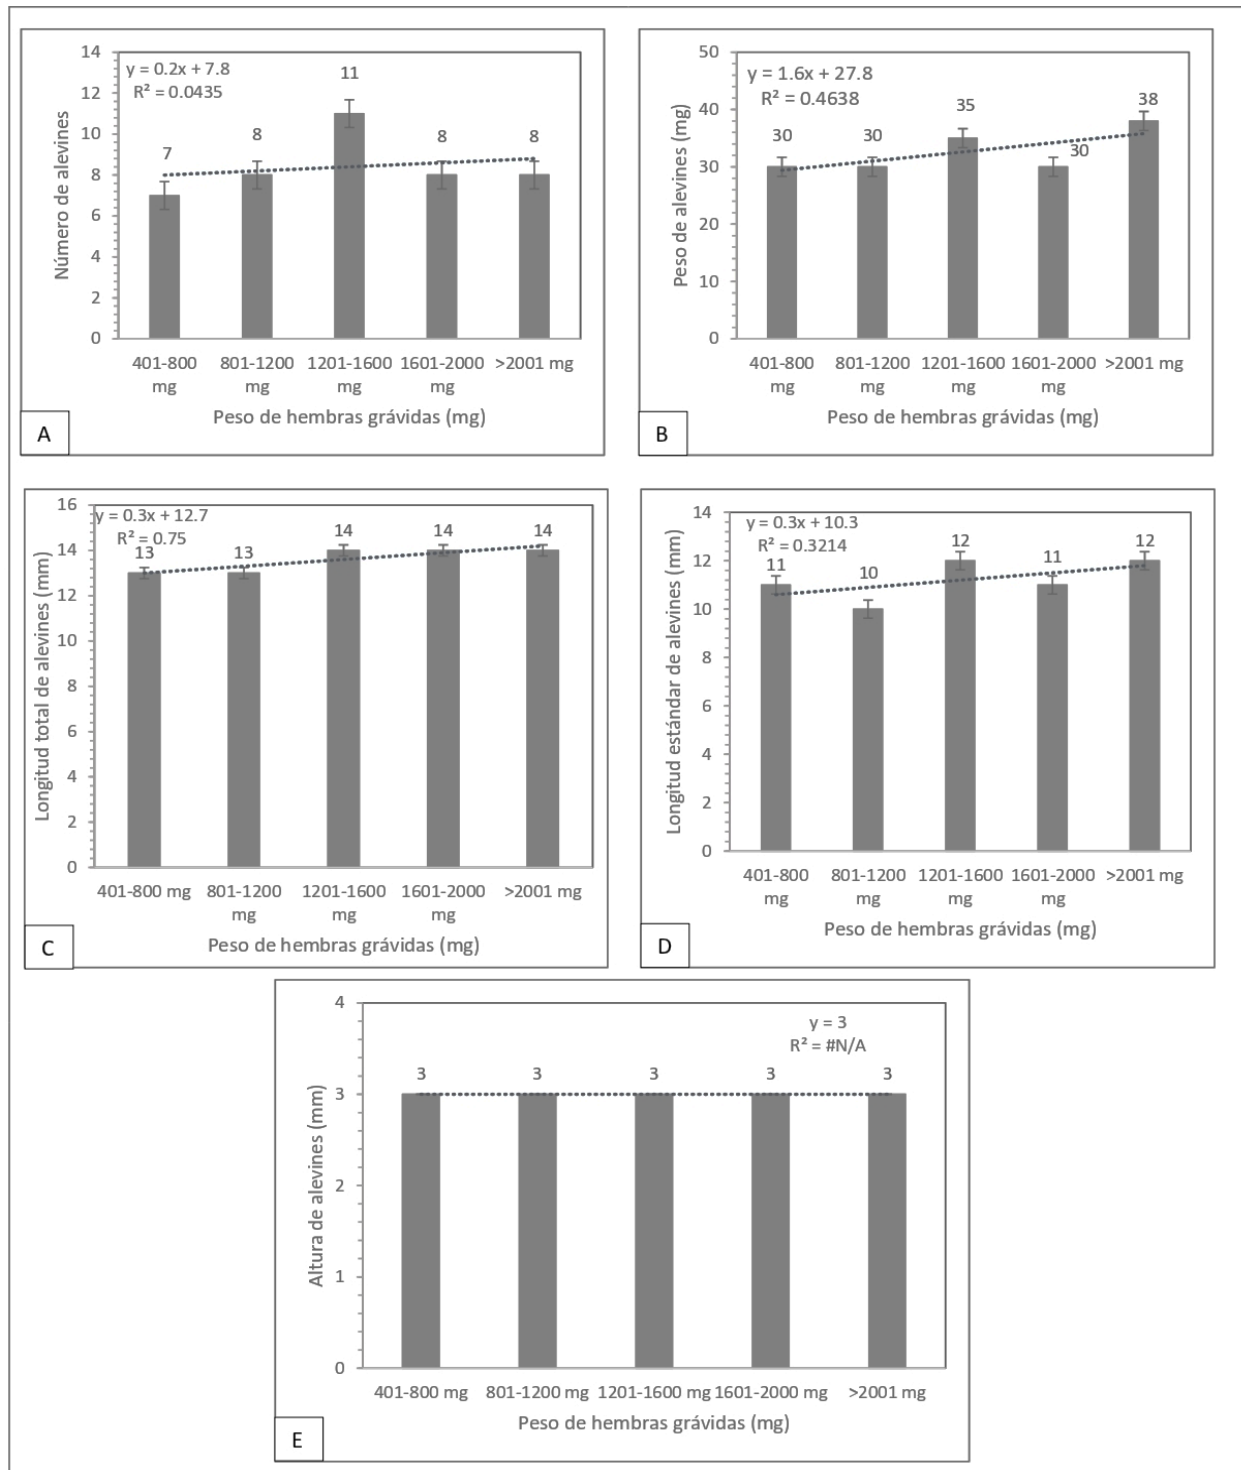 14
12
10
8
6
4
2
0
Número de alevines
y = 0.2x + 7.8
R² = 0.0435
7
8
11
8
8
401-800 mg
801-1200 mg
1201-1600 mg
1601-2000 mg
>2001 mg
Peso de hembras grávidas (mg)
A
50
40
30
20
10
0
Peso de alevines (mg)
y = 1.6x + 27.8
R² = 0.4638
30
30
35
30
38
401-800 mg
801-1200 mg
1201-1600 mg
1601-2000 mg
>2001 mg
Peso de hembras grávidas (mg)
B
16
14
12
10
8
6
4
2
0
Longitud total de alevines (mm)
y = 0.3x + 12.7
R² = 0.75
13
13
14
14
14
401-800 mg
801-1200 mg
1201-1600 mg
1601-2000 mg
>2001 mg
Peso de hembras grávidas (mg)
C
14
12
10
8
6
4
2
0
Longitud estándar de alevines (mm)
y = 0.3x + 10.3
R² = 0.3214
11
10
12
11
12
401-800 mg
801-1200 mg
1201-1600 mg
1601-2000 mg
>2001 mg
Peso de hembras grávidas (mg)
D
4
3
2
1
0
Altura de alevines (mm)
y = 3
R² = #N/A
3
3
3
3
3
401-800 mg
801-1200 mg
1201-1600 mg
1601-2000 mg
>2001 mg
Peso de hembras grávidas (mg)
E